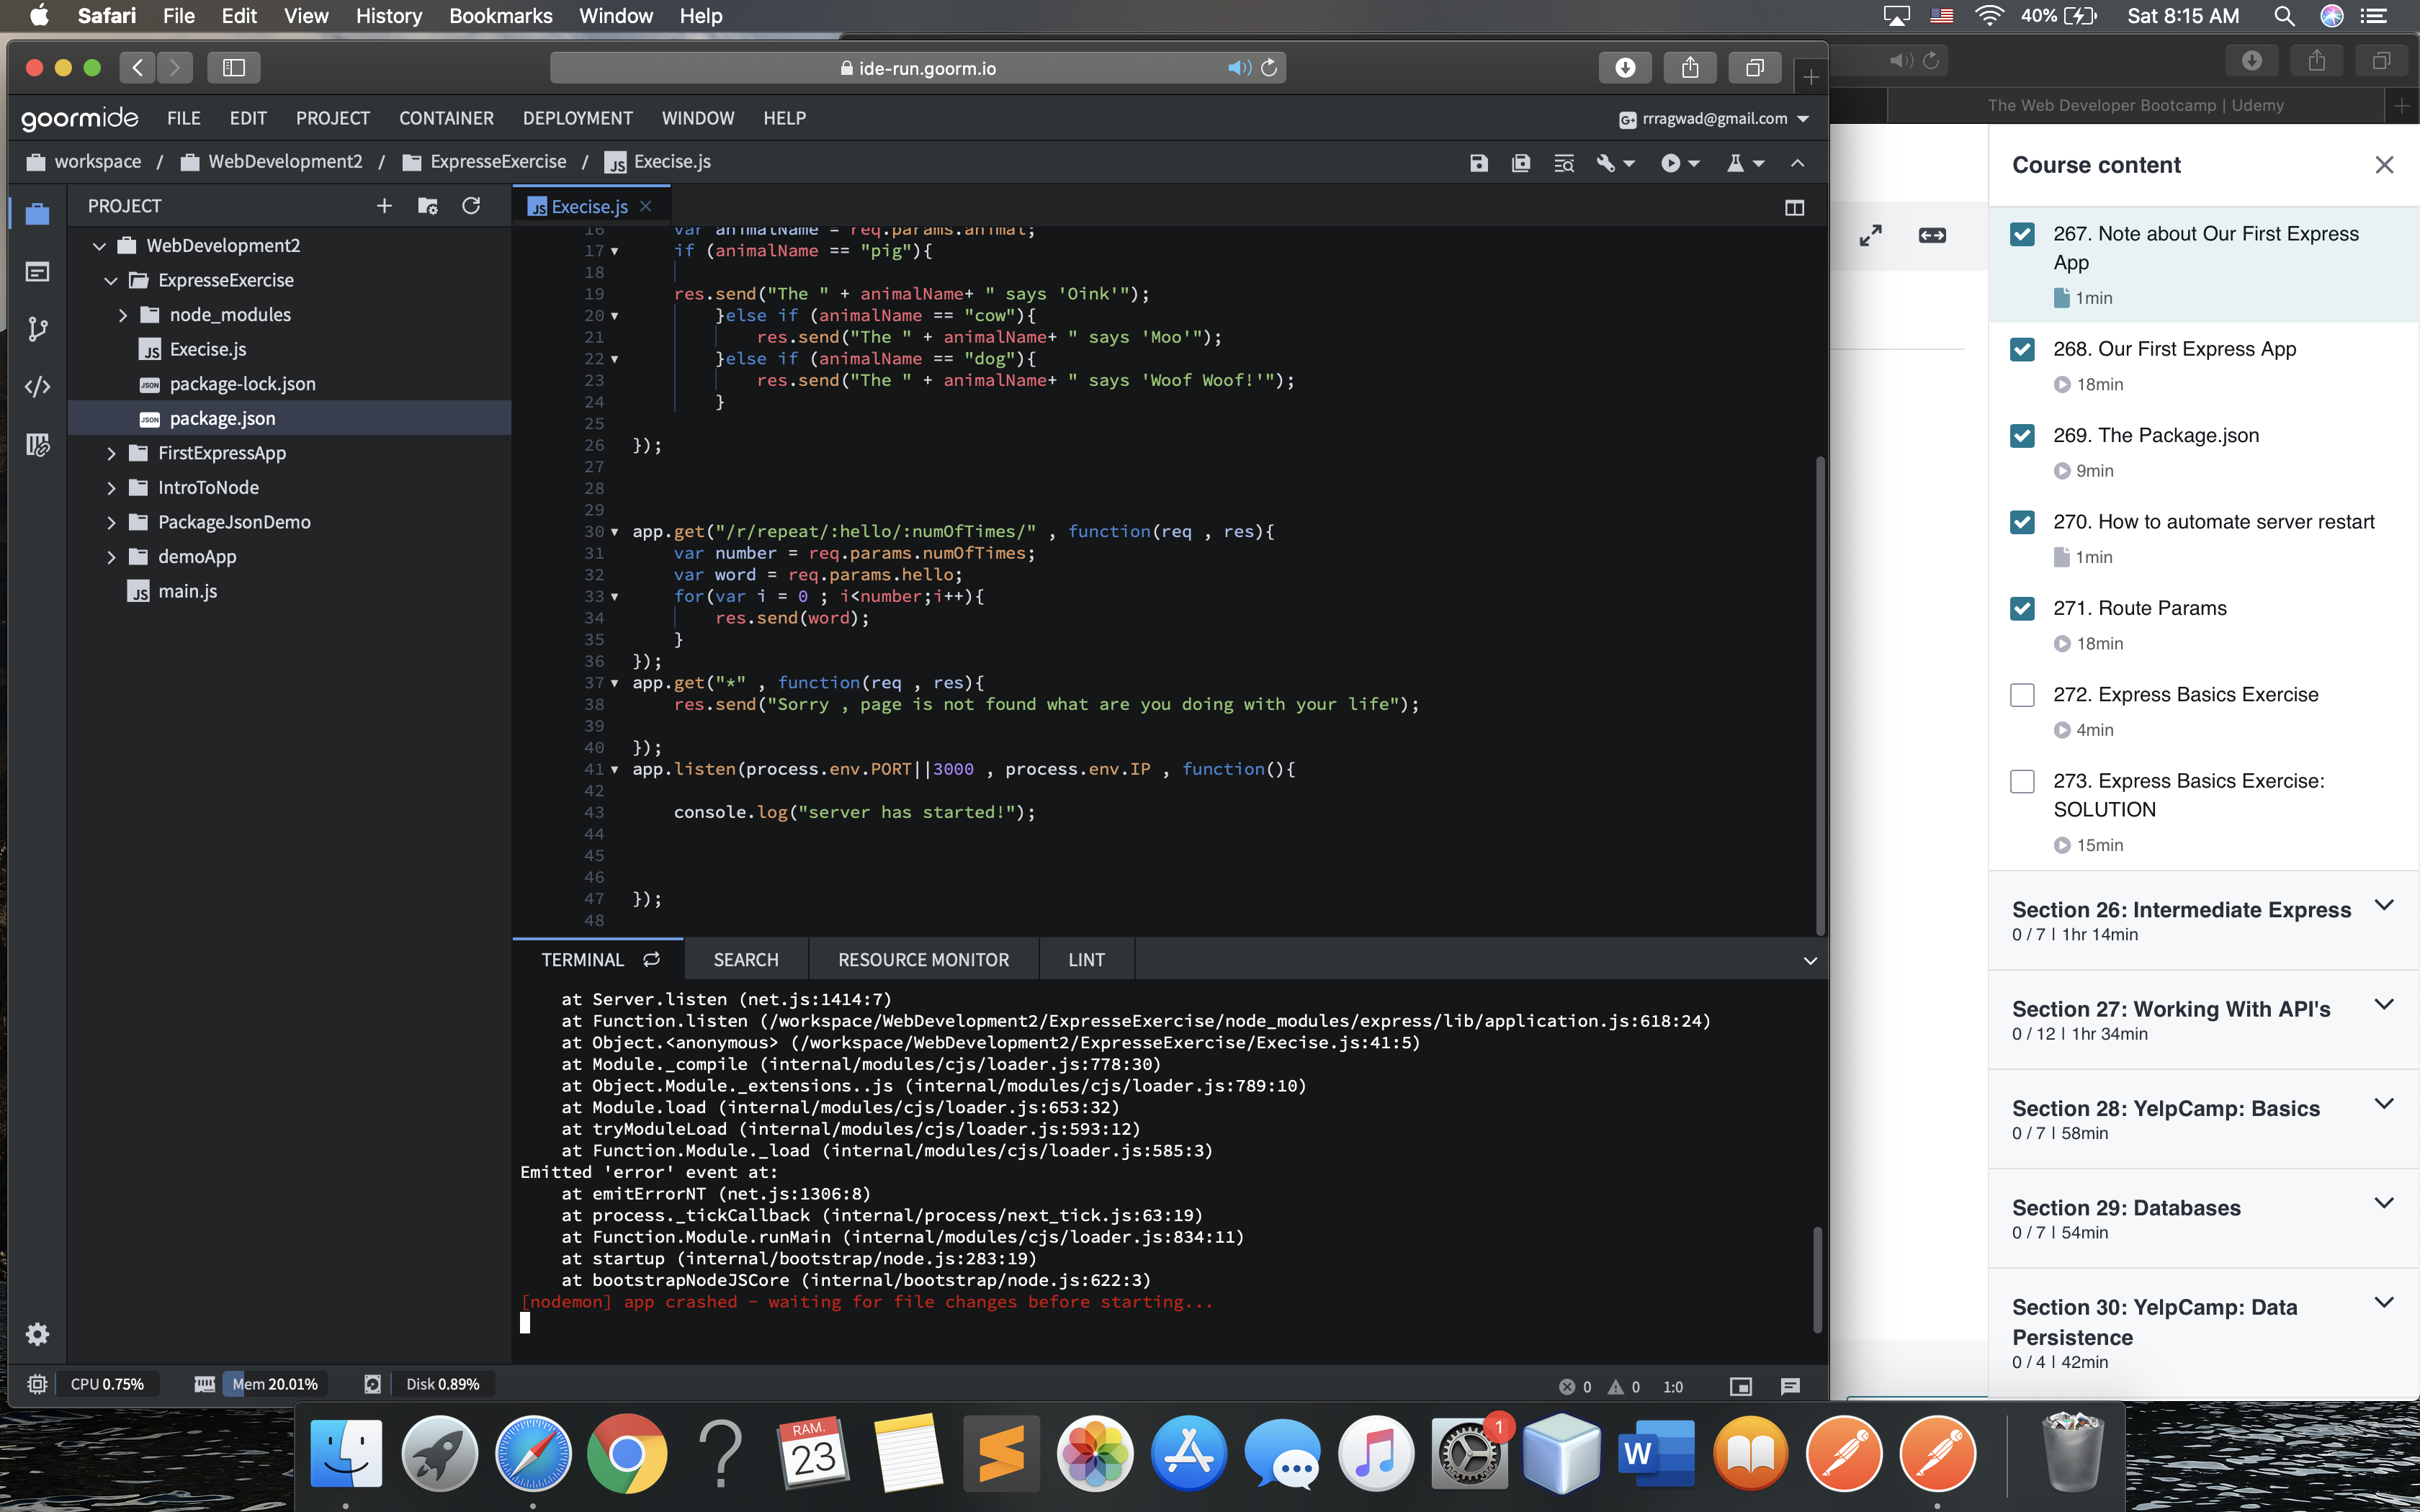 Safari File Edit View History Bookmarks Window Help
40% Sat 8:15 AM
ide-run.goorm.io
The Web Developer Bootcamp | Udemy
goormide FILE EDIT PROJECT CONTAINER DEPLOYMENT WINDOW HELP
G+ rrragwad@gmail.com
workspace / WebDevelopment2 / ExpresseExercise / JS Execise.js
PROJECT
WebDevelopment2
ExpresseExercise
node_modules
JS Execise.js
JSON package-lock.json
JSON package.json
FirstExpressApp
IntroToNode
PackageJsonDemo
demoApp
JS main.js
JS Execise.js
16 var animalName = req.params.animal;
17 if (animalName == "pig"){
18
19 res.send("The " + animalName+ " says 'Oink'");
20 }else if (animalName == "cow"){
21 res.send("The " + animalName+ " says 'Moo'");
22 }else if (animalName == "dog"){
23 res.send("The " + animalName+ " says 'Woof Woof!'");
24 }
25
26 });
27
28
29
30 app.get("/r/repeat/:hello/:numOfTimes/" , function(req , res){
31 var number = req.params.numOfTimes;
32 var word = req.params.hello;
33 for(var i = 0 ; i<number;i++){
34 res.send(word);
35 }
36 });
37 app.get("*" , function(req , res){
38 res.send("Sorry , page is not found what are you doing with your life");
39
40 });
41 app.listen(process.env.PORT||3000 , process.env.IP , function(){
42
43 console.log("server has started!");
44
45
46
47 });
48
TERMINAL SEARCH RESOURCE MONITOR LINT
at Server.listen (net.js:1414:7)
at Function.listen (/workspace/WebDevelopment2/ExpresseExercise/node_modules/express/lib/application.js:618:24)
at Object.<anonymous> (/workspace/WebDevelopment2/ExpresseExercise/Execise.js:41:5)
at Module._compile (internal/modules/cjs/loader.js:778:30)
at Object.Module._extensions..js (internal/modules/cjs/loader.js:789:10)
at Module.load (internal/modules/cjs/loader.js:653:32)
at tryModuleLoad (internal/modules/cjs/loader.js:593:12)
at Function.Module._load (internal/modules/cjs/loader.js:585:3)
Emitted 'error' event at:
at emitErrorNT (net.js:1306:8)
at process._tickCallback (internal/process/next_tick.js:63:19)
at Function.Module.runMain (internal/modules/cjs/loader.js:834:11)
at startup (internal/bootstrap/node.js:283:19)
at bootstrapNodeJSCore (internal/bootstrap/node.js:622:3)
[nodemon] app crashed - waiting for file changes before starting...
CPU 0.75% Mem 20.01% Disk 0.89%
0 0 1:0
Course content
267. Note about Our First Express
App
1min
268. Our First Express App
18min
269. The Package.json
9min
270. How to automate server restart
1min
271. Route Params
18min
272. Express Basics Exercise
4min
273. Express Basics Exercise:
SOLUTION
15min
Section 26: Intermediate Express
0 / 7 | 1hr 14min
Section 27: Working With API's
0 / 12 | 1hr 34min
Section 28: YelpCamp: Basics
0 / 7 | 58min
Section 29: Databases
0 / 7 | 54min
Section 30: YelpCamp: Data
Persistence
0 / 4 | 42min
RAM.
23
1
W